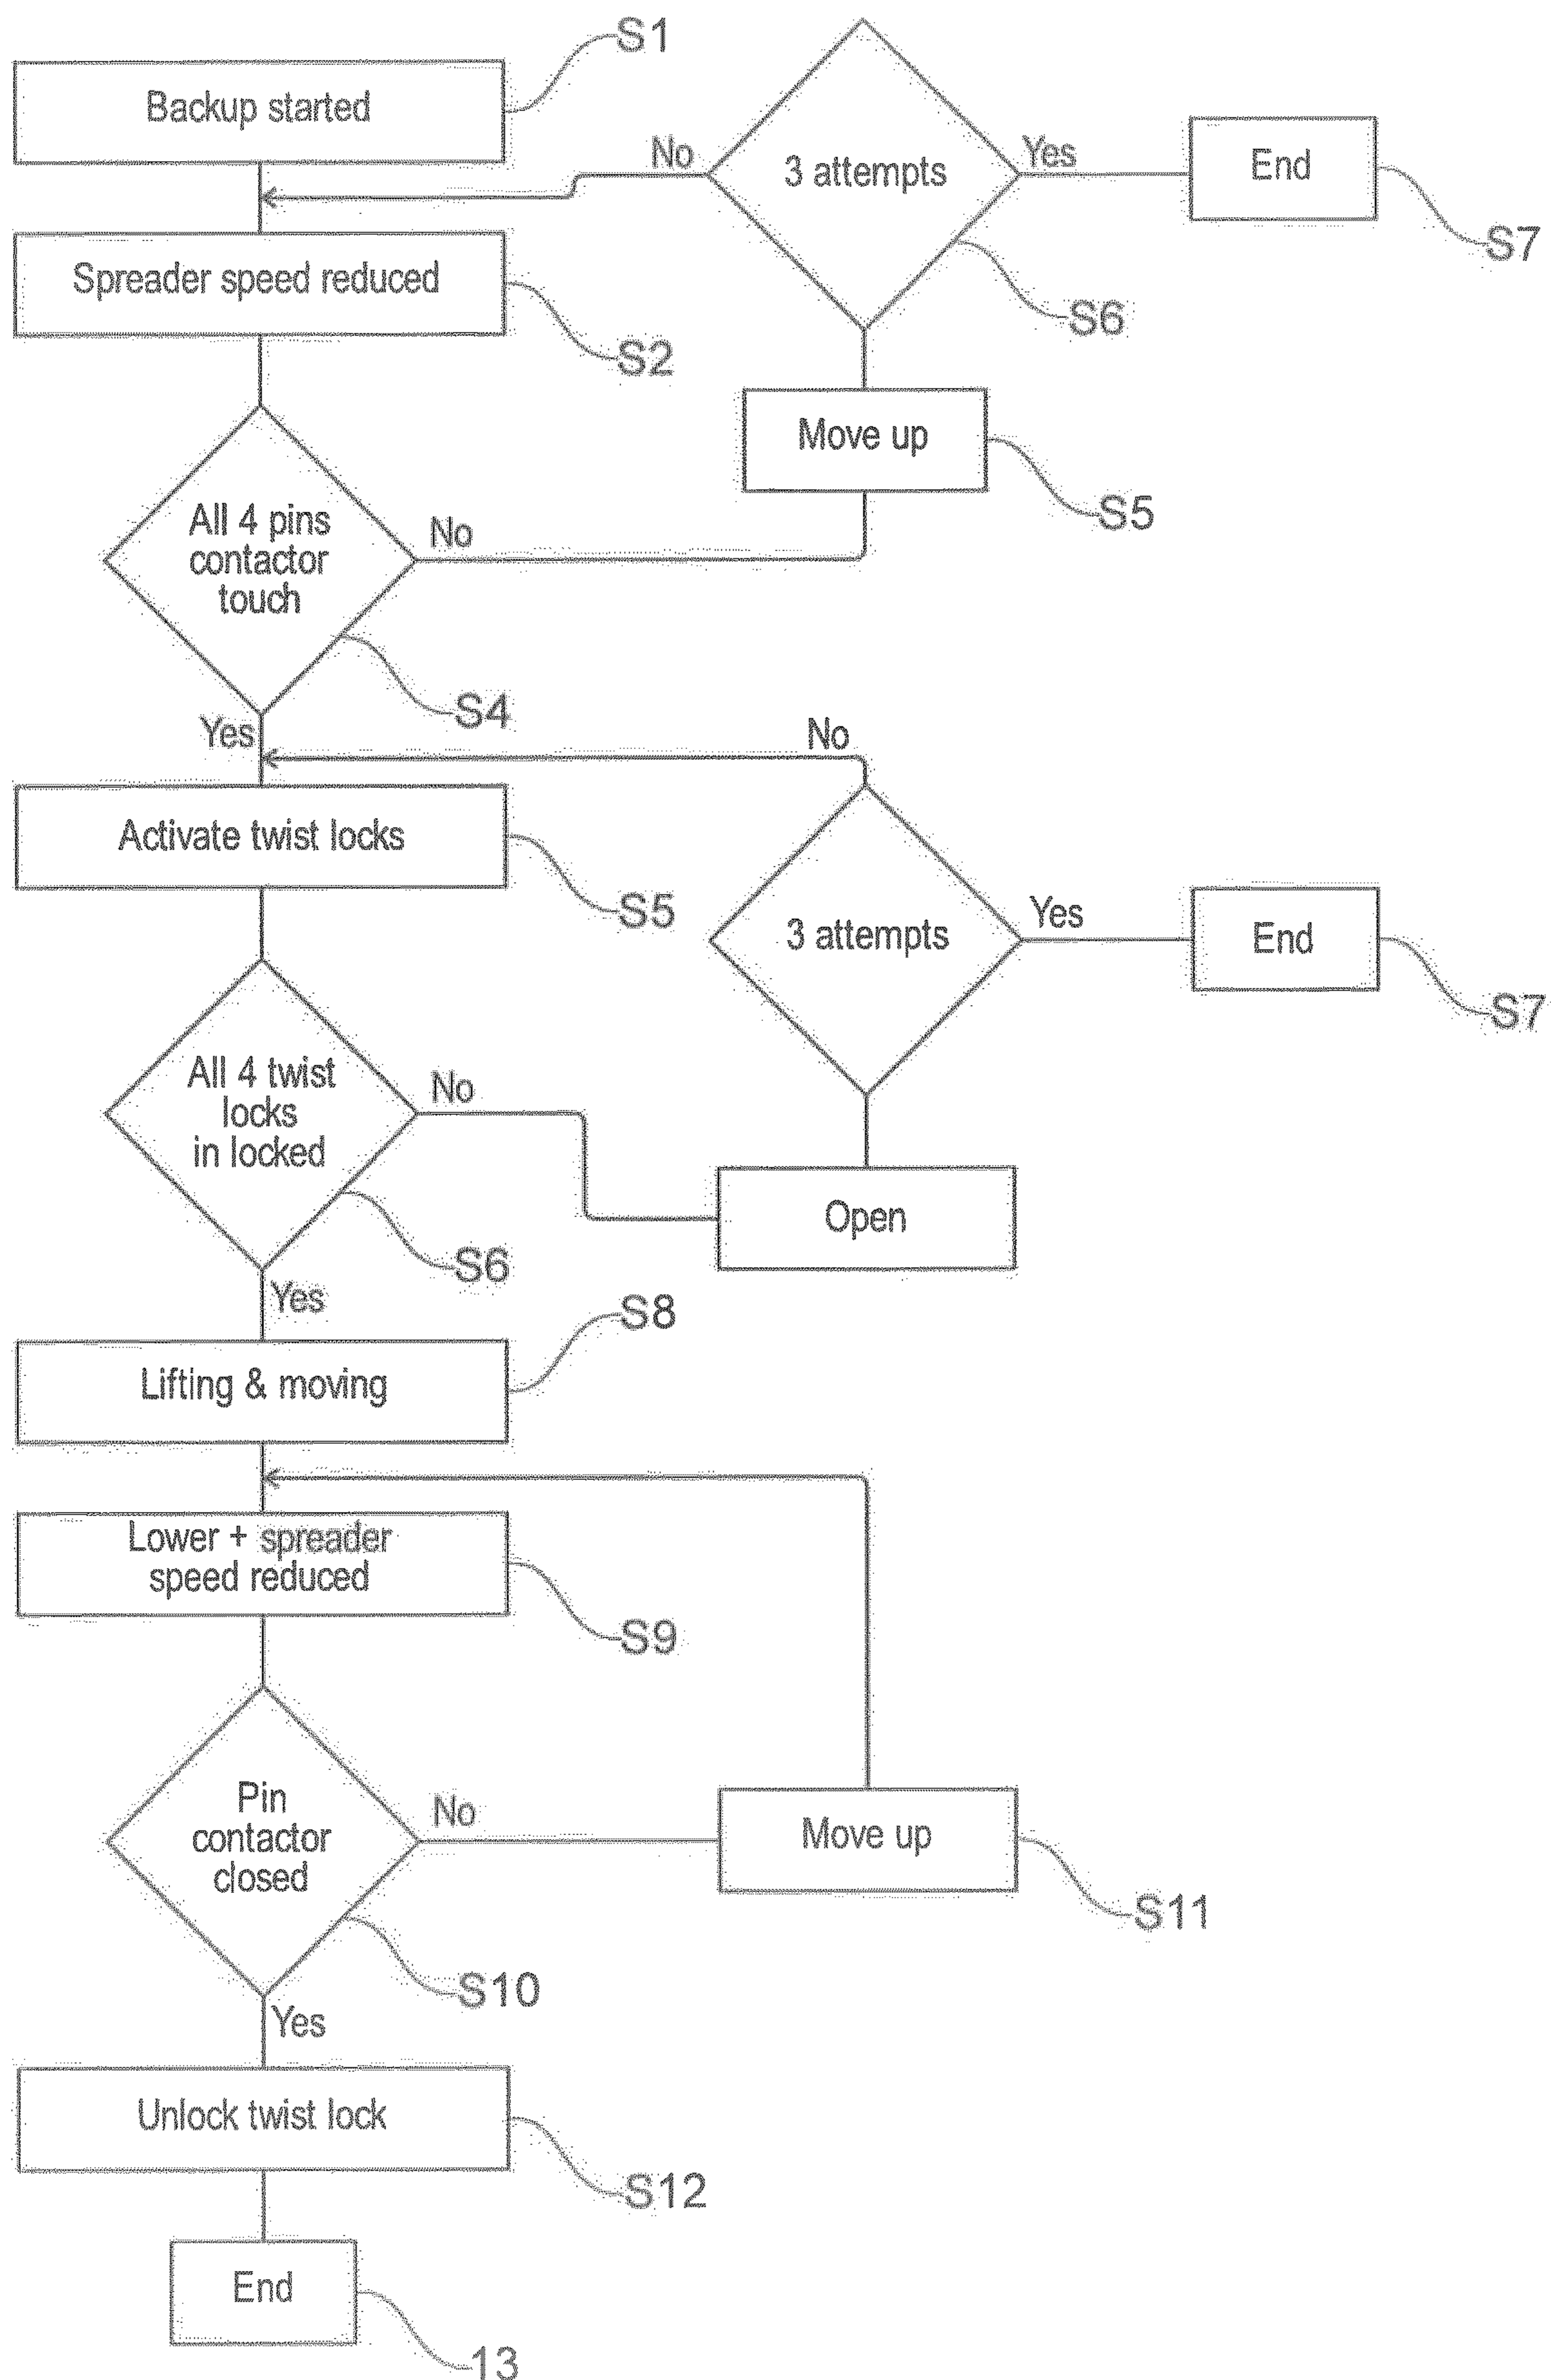 S1
Backup started
3 attempts
No
Yes
End
S7
S6
Spreader speed reduced
S2
Move up
S5
All 4 pins
contactor
touch
No
S4
Yes
No
Activate twist locks
S5
3 attempts
Yes
End
S7
All 4 twist
locks
in locked
No
Open
S6
Yes
S8
Lifting & moving
Lower + spreader
speed reduced
S9
Pin
contactor
closed
No
Move up
S11
S10
Yes
Unlock twist lock
S12
End
13